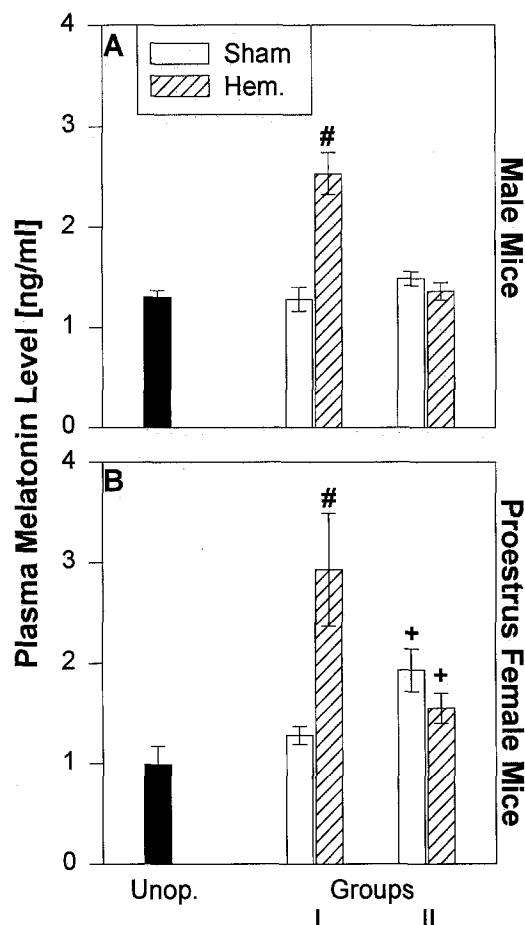 4
A
Sham
Hem.
3
#
2
1
0
Male Mice
Plasma Melatonin Level [ng/ml]
4
B
#
3
+
2
+
1
0
Proestrus Female Mice
Unop. Groups
I II